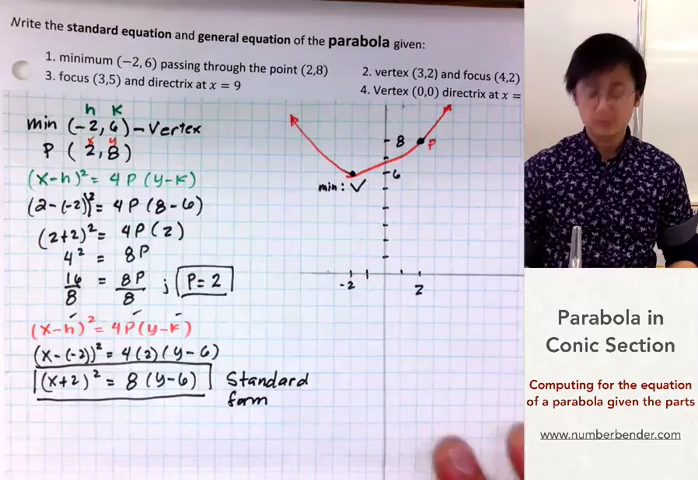 Write the standard equation and general equation of the parabola given:
1. minimum (−2, 6) passing through the point (2,8)
2. vertex (3,2) and focus (4,2)
3. focus (3,5) and directrix at x = 9
4. Vertex (0,0) directrix at x =
h K
min (-2, 6) - Vertex
x y
P ( 2, 8)
(x-h)² = 4P(y-k)
(2-(-2))² = 4P(8-6)
(2+2)² = 4P(2)
4² = 8P
16/8 = 8P/8 ; P=2
(x-h)² = 4P(y-k)
(x-(-2))² = 4(2)(y-6)
(x+2)² = 8(y-6) Standard
form
8
P
6
min: V
-2
2
Parabola in
Conic Section
Computing for the equation
of a parabola given the parts
www.numberbender.com